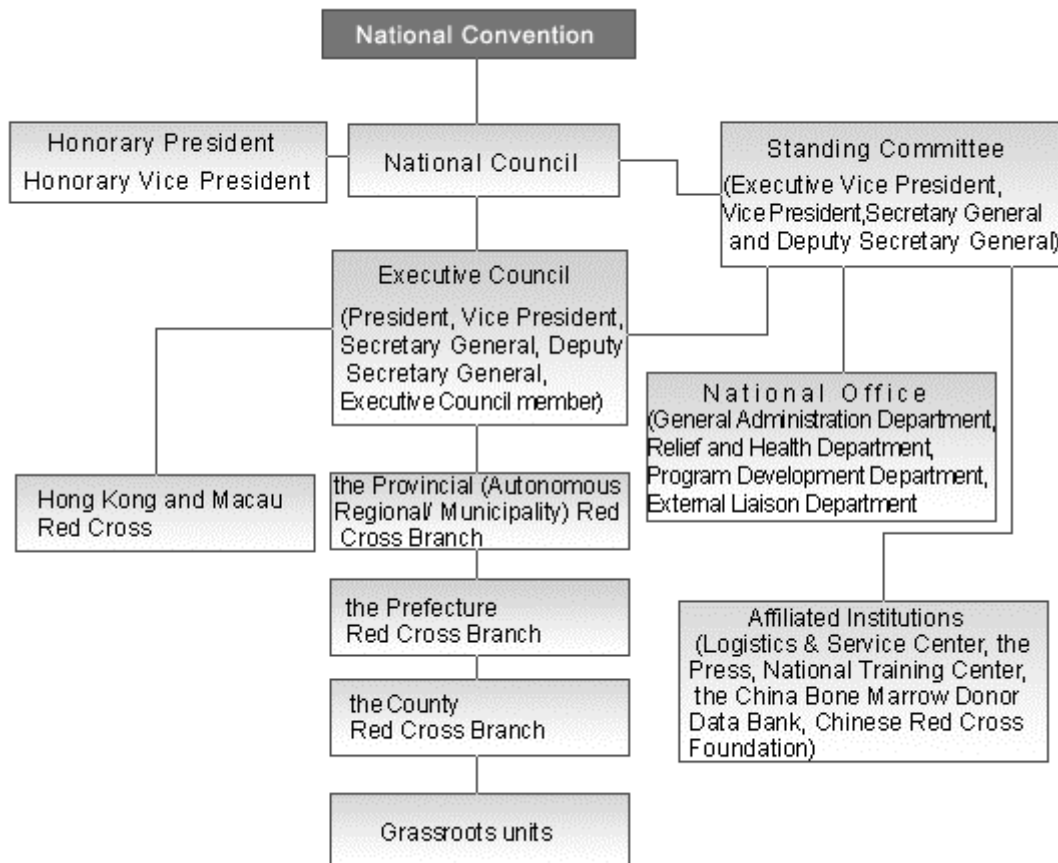 National Convention
Honorary President
Honorary Vice President
National Council
Standing Committee
(Executive Vice President,
Vice President,Secretary General
and Deputy Secretary General)
Executive Council
(President, Vice President,
Secretary General, Deputy
Secretary General,
Executive Council member)
National Office
(General Administration Department,
Relief and Health Department,
Program Development Department,
External Liaison Department
Hong Kong and Macau
Red Cross
the Provincial (Autonomous
Regional/ Municipality) Red
Cross Branch
the Prefecture
Red Cross Branch
Affiliated Institutions
(Logistics & Service Center, the
Press, National Training Center,
the China Bone Marrow Donor
Data Bank, Chinese Red Cross
Foundation)
the County
Red Cross Branch
Grassroots units